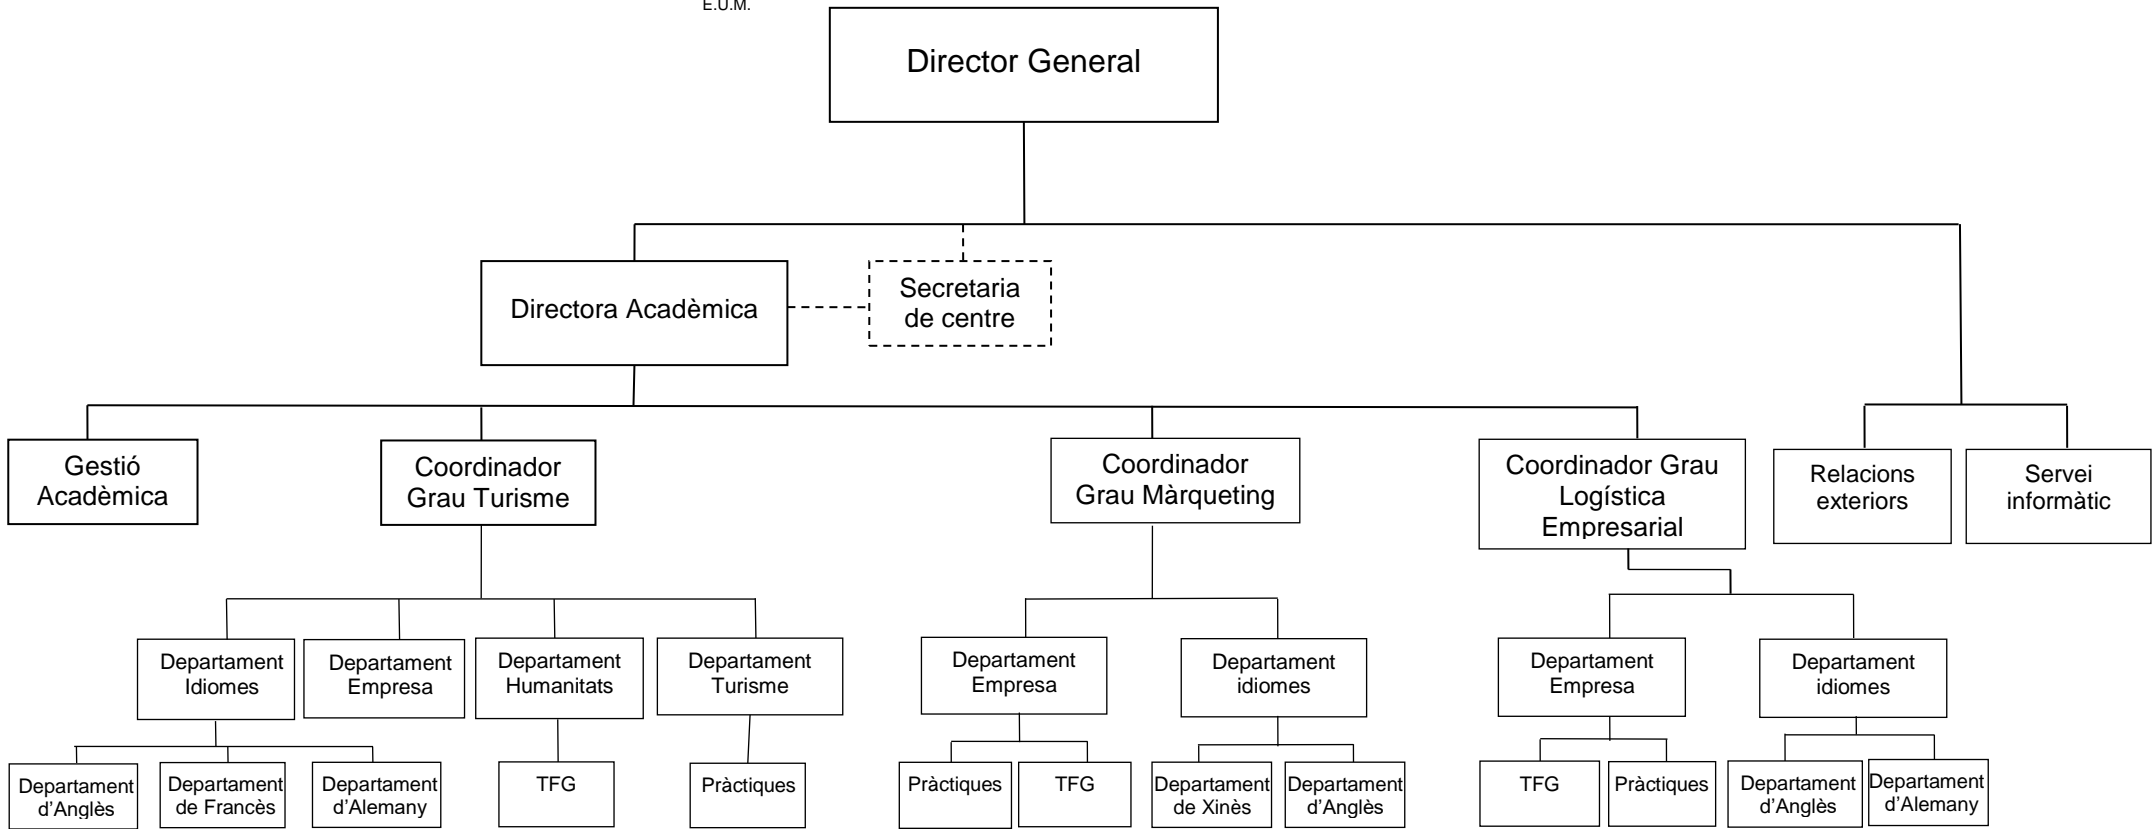 E.U.M.
Director General
Directora Acadèmica
Secretaria
de centre
Gestió
Acadèmica
Coordinador
Grau Turisme
Coordinador
Grau Màrqueting
Coordinador Grau
Logística
Empresarial
Relacions
exteriors
Servei
informàtic
Departament
Idiomes
Departament
Empresa
Departament
Humanitats
Departament
Turisme
Departament
Empresa
Departament
idiomes
Departament
Empresa
Departament
idiomes
Departament
d’Anglès
Departament
de Francès
Departament
d’Alemany
TFG
Pràctiques
Pràctiques
TFG
Departament
de Xinès
Departament
d’Anglès
TFG
Pràctiques
Departament
d’Anglès
Departament
d’Alemany